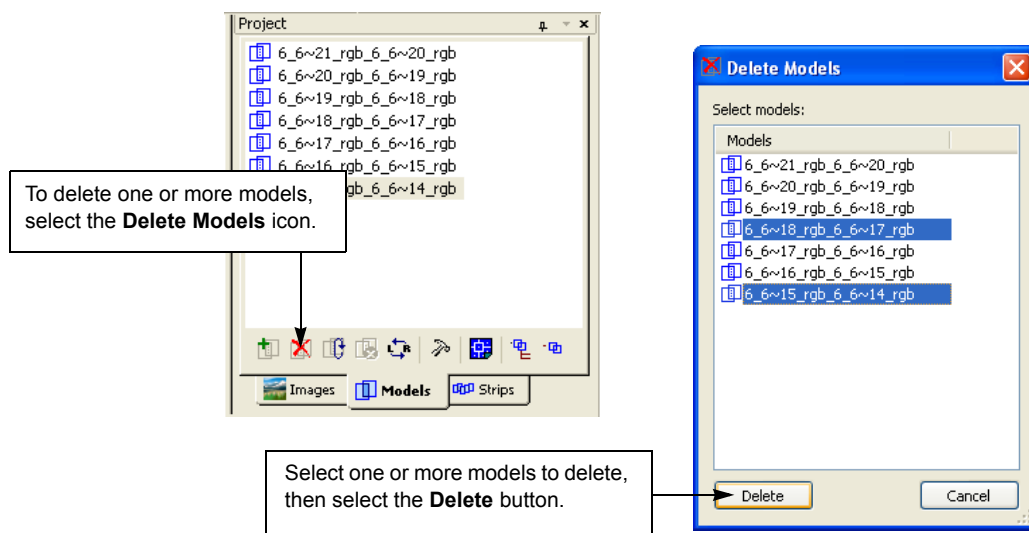 Project
6_6~21_rgb_6_6~20_rgb
6_6~20_rgb_6_6~19_rgb
6_6~19_rgb_6_6~18_rgb
6_6~18_rgb_6_6~17_rgb
6_6~17_rgb_6_6~16_rgb
6_6~16_rgb_6_6~15_rgb
gb_6_6~14_rgb
To delete one or more models,
select the Delete Models icon.
L R
Images
Models
Strips
Delete Models
Select models:
Models
6_6~21_rgb_6_6~20_rgb
6_6~20_rgb_6_6~19_rgb
6_6~19_rgb_6_6~18_rgb
6_6~18_rgb_6_6~17_rgb
6_6~17_rgb_6_6~16_rgb
6_6~16_rgb_6_6~15_rgb
6_6~15_rgb_6_6~14_rgb
Select one or more models to delete,
then select the Delete button.
Delete
Cancel